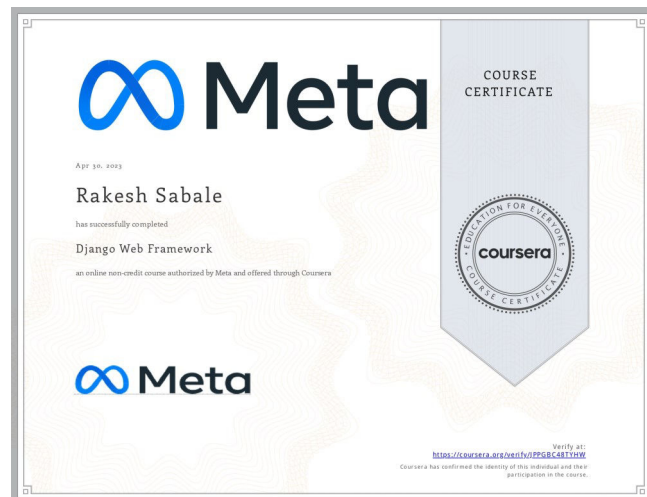 Meta
COURSE
CERTIFICATE
Apr 30, 2023
Rakesh Sabale
has successfully completed
Django Web Framework
an online non-credit course authorized by Meta and offered through Coursera
EDUCATION FOR EVERYONE
coursera
COURSE CERTIFICATE
Meta
Verify at:
https://coursera.org/verify/JPPGBC48TYHW
Coursera has confirmed the identity of this individual and their
participation in the course.